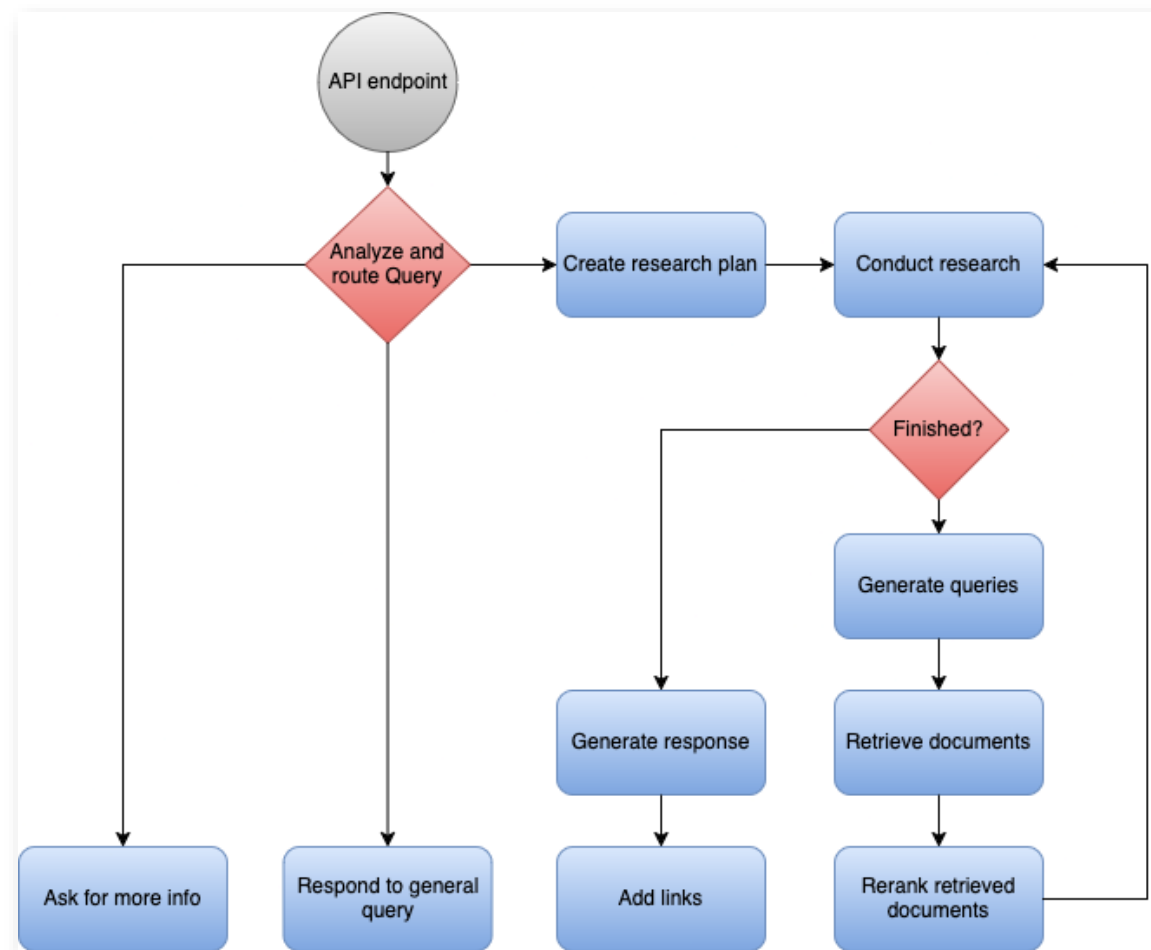 API endpoint
Analyze and
route Query
Create research plan
Conduct research
Finished?
Generate queries
Generate response
Retrieve documents
Ask for more info
Respond to general
query
Add links
Rerank retrieved
documents